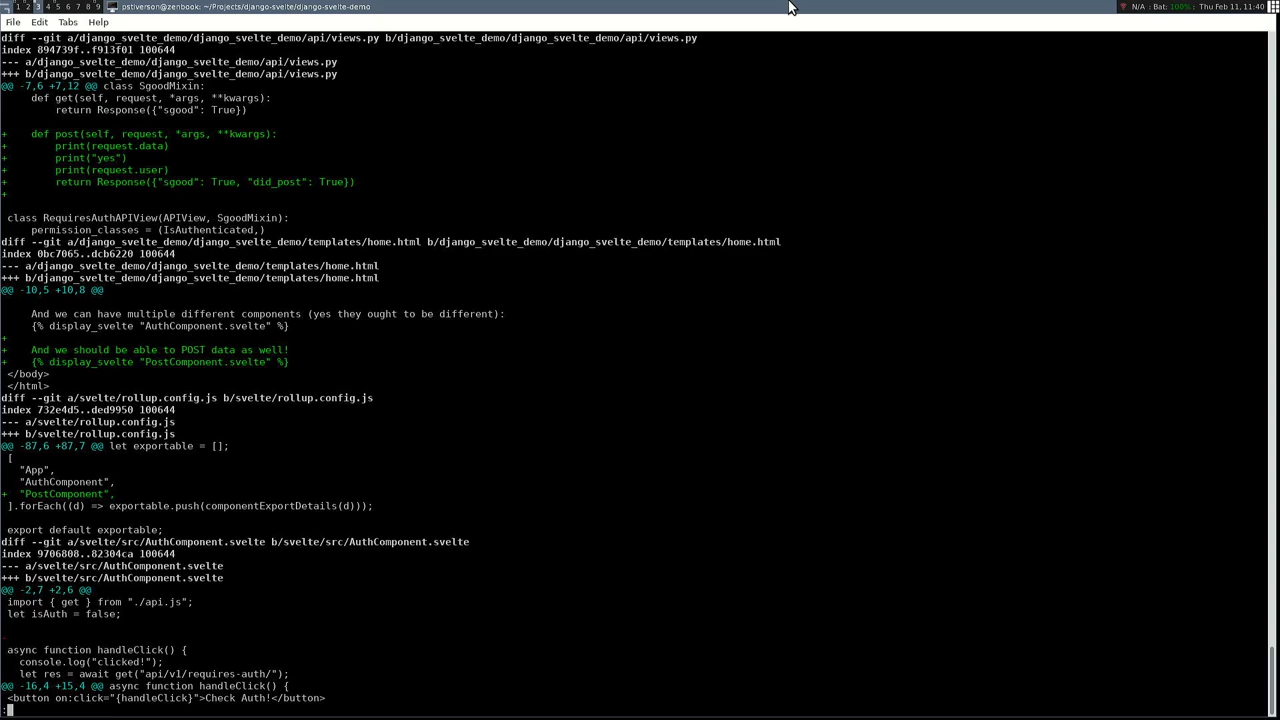 1 2 3 4 5 6 7 8 9 pstiverson@zenbook: ~/Projects/django-svelte/django-svelte-demo N/A : Bat: 100% : Thu Feb 11, 11:40
File Edit Tabs Help
diff --git a/django_svelte_demo/django_svelte_demo/api/views.py b/django_svelte_demo/django_svelte_demo/api/views.py
index 894739f..f913f01 100644
--- a/django_svelte_demo/django_svelte_demo/api/views.py
+++ b/django_svelte_demo/django_svelte_demo/api/views.py
@@ -7,6 +7,12 @@ class SgoodMixin:
     def get(self, request, *args, **kwargs):
         return Response({"sgood": True})
+    def post(self, request, *args, **kwargs):
+        print(request.data)
+        print("yes")
+        print(request.user)
+        return Response({"sgood": True, "did_post": True})
+
 class RequiresAuthAPIView(APIView, SgoodMixin):
     permission_classes = (IsAuthenticated,)
diff --git a/django_svelte_demo/django_svelte_demo/templates/home.html b/django_svelte_demo/django_svelte_demo/templates/home.html
index 0bc7065..dcb6220 100644
--- a/django_svelte_demo/django_svelte_demo/templates/home.html
+++ b/django_svelte_demo/django_svelte_demo/templates/home.html
@@ -10,5 +10,8 @@
     And we can have multiple different components (yes they ought to be different):
     {% display_svelte "AuthComponent.svelte" %}
+
+    And we should be able to POST data as well!
+    {% display_svelte "PostComponent.svelte" %}
 </body>
 </html>
diff --git a/svelte/rollup.config.js b/svelte/rollup.config.js
index 732e4d5..ded9950 100644
--- a/svelte/rollup.config.js
+++ b/svelte/rollup.config.js
@@ -87,6 +87,7 @@ let exportable = [];
 [
   "App",
   "AuthComponent",
+  "PostComponent",
 ].forEach((d) => exportable.push(componentExportDetails(d)));
 export default exportable;
diff --git a/svelte/src/AuthComponent.svelte b/svelte/src/AuthComponent.svelte
index 9706808..82304ca 100644
--- a/svelte/src/AuthComponent.svelte
+++ b/svelte/src/AuthComponent.svelte
@@ -2,7 +2,6 @@
 import { get } from "./api.js";
 let isAuth = false;
-
 async function handleClick() {
   console.log("clicked!");
   let res = await get("api/v1/requires-auth/");
@@ -16,4 +15,4 @@ async function handleClick() {
 <button on:click="{handleClick}">Check Auth!</button>
: